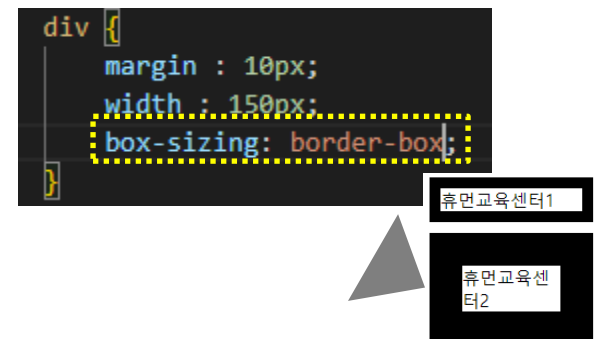 div {
margin : 10px;
width : 150px;
box-sizing: border-box;
}
휴먼교육센터1
휴먼교육센
터2